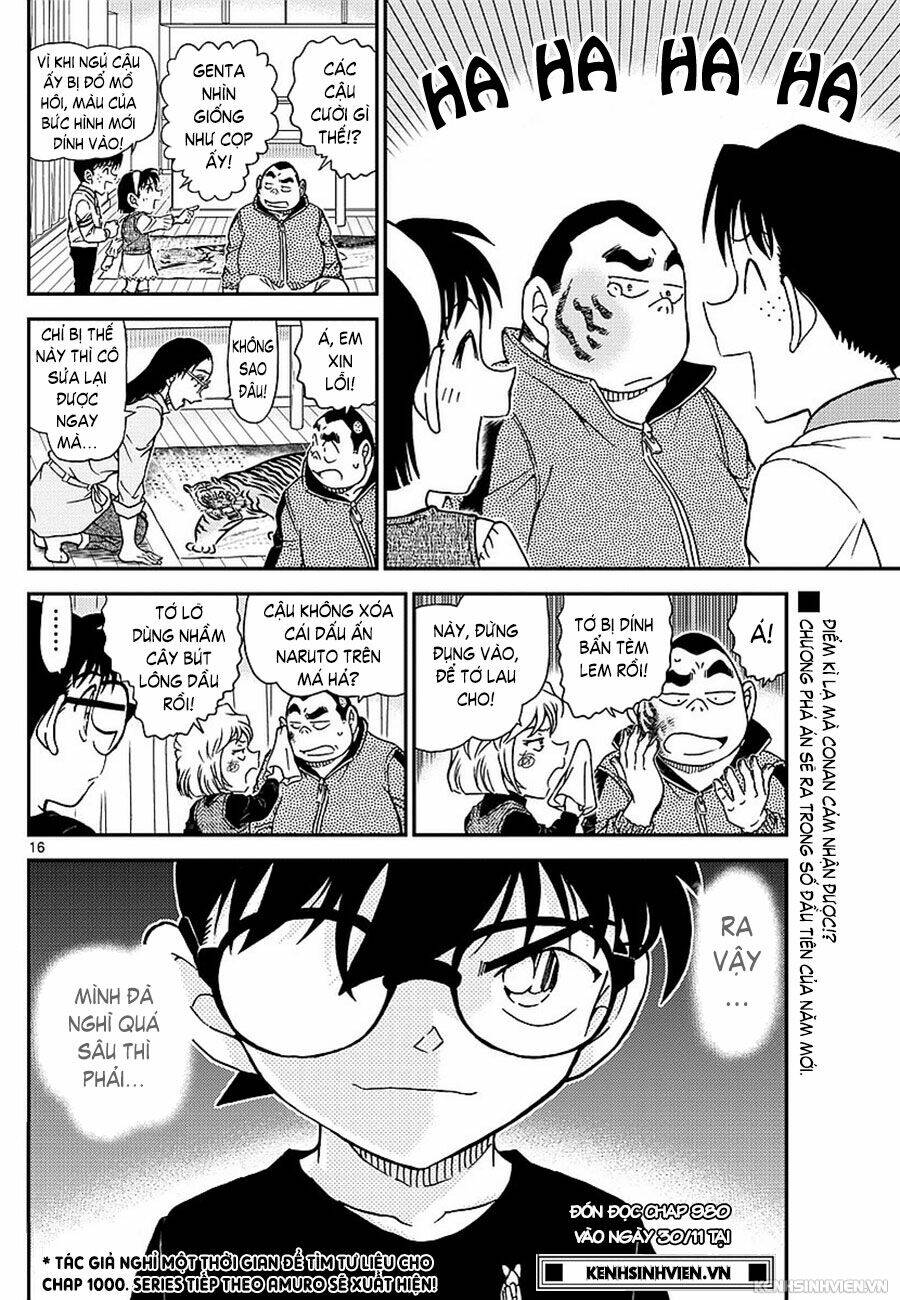 HA HA HA HA
CÁC
CẬU
CƯỜI GÌ
THẾ!?
GENTA
NHÌN
GIỐNG
NHƯ CỌP
ẤY!
VÌ KHI NGỦ CẬU
ẤY BỊ ĐỔ MỒ
HÔI, MÀU CỦA
BỨC HÌNH MỚI
DÍNH VÀO!
Á, EM
XIN
LỖI!
KHÔNG
SAO
ĐÂU!
CHỈ BỊ THẾ
NÀY THÌ CÔ
SỬA LẠI
ĐƯỢC
NGAY
MÀ...
Á!
TỚ BỊ DÍNH
BẨN TÈM
LEM RỒI!
NÀY, ĐỪNG
ĐỤNG VÀO,
ĐỂ TỚ LAU
CHO!
CẬU KHÔNG XÓA
CÁI DẤU ẤN
NARUTO TRÊN
MÁ HẢ?
TỚ LỠ
DÙNG NHẦM
CÂY BÚT
LÔNG DẦU
RỒI!
......
ĐIỂM KÌ LẠ MÀ CONAN CẢM NHẬN ĐƯỢC!?
CHƯƠNG PHÁ ÁN SẼ RA TRONG SỐ ĐẦU TIÊN CỦA NĂM MỚI.
16
RA
VẬY
...
MÌNH ĐÃ
NGHĨ QUÁ
SÂU THÌ
PHẢI...
ĐÓN ĐỌC CHAP 980
VÀO NGÀY 30/11 TẠI
KENHSINHVIEN.VN
* TÁC GIẢ NGHỈ MỘT THỜI GIAN ĐỂ TÌM TƯ LIỆU CHO
CHAP 1000. SERIES TIẾP THEO AMURO SẼ XUẤT HIỆN!
KENHSINHVIEN.VN